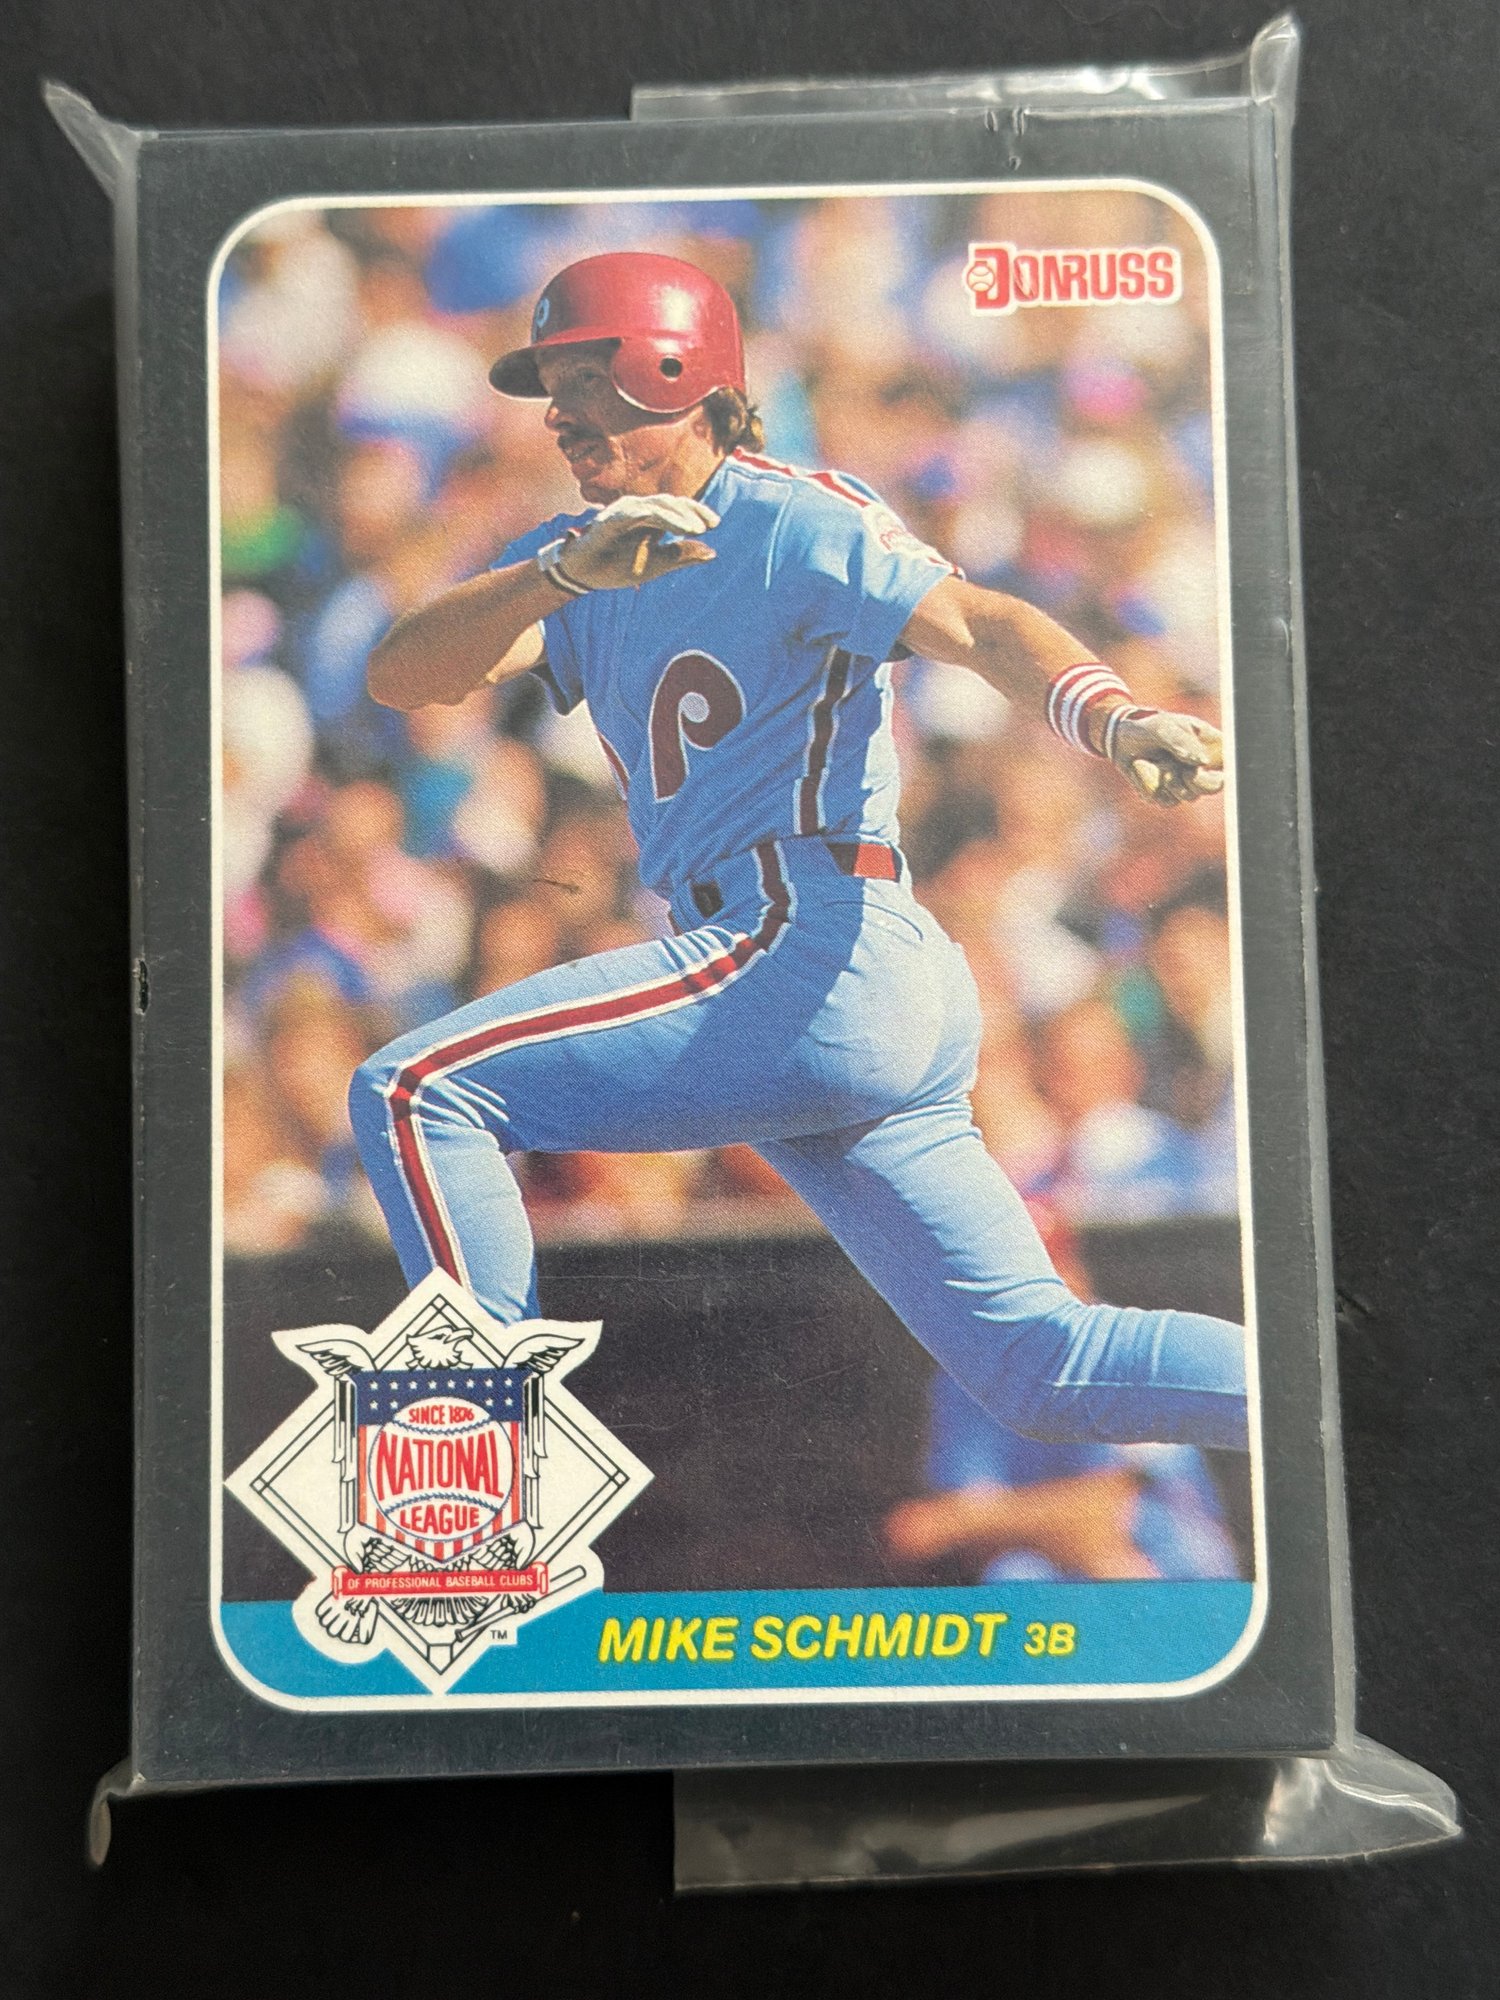 DONRUSS
P
P
SINCE 1876
NATIONAL
LEAGUE
OF PROFESSIONAL BASEBALL CLUBS
TM
MIKE SCHMIDT 3B